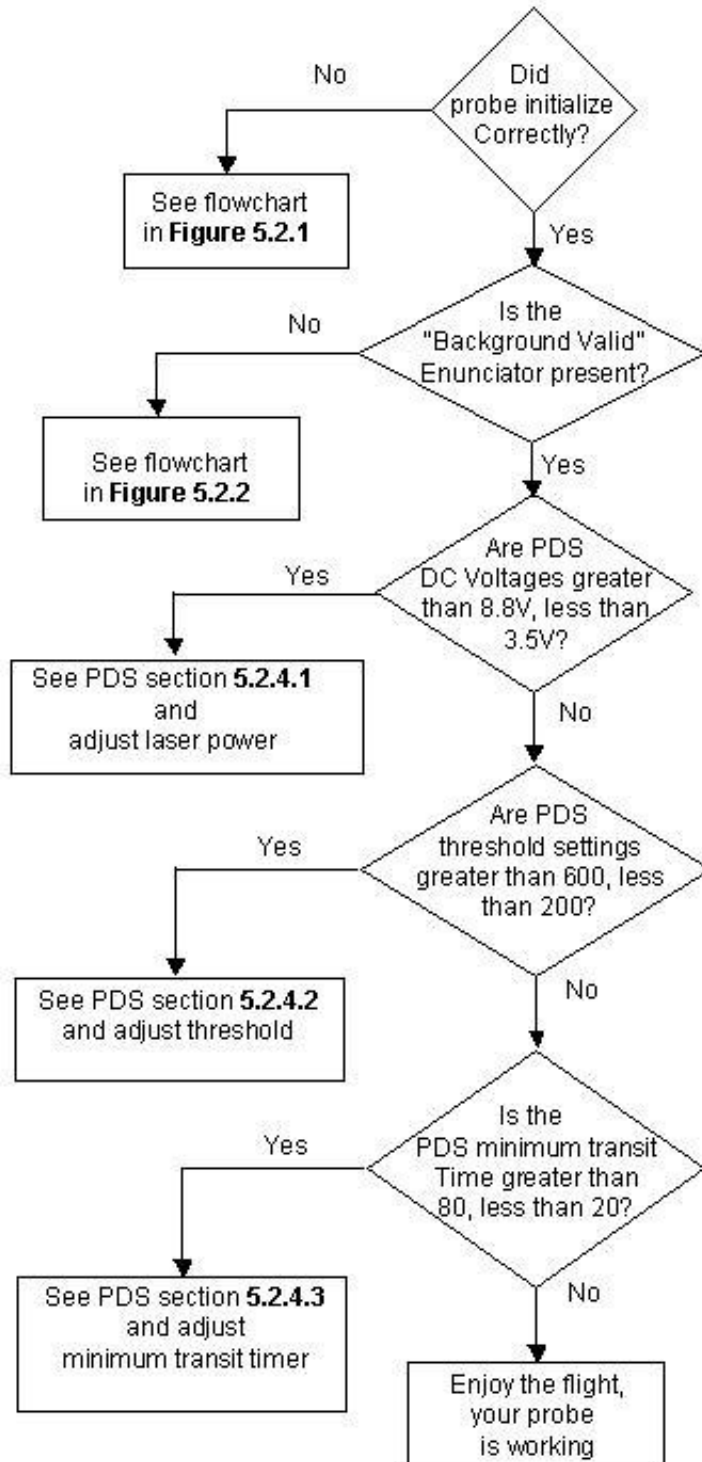 Did
probe initialize
Correctly?
No
See flowchart
in Figure 5.2.1
Yes
Is the
"Background Valid"
Enunciator present?
No
See flowchart
in Figure 5.2.2
Yes
Are PDS
DC Voltages greater
than 8.8V, less than
3.5V?
Yes
See PDS section 5.2.4.1
and
adjust laser power
No
Are PDS
threshold settings
greater than 600, less
than 200?
Yes
See PDS section 5.2.4.2
and adjust threshold
No
Is the
PDS minimum transit
Time greater than
80, less than 20?
Yes
See PDS section 5.2.4.3
and adjust
minimum transit timer
No
Enjoy the flight,
your probe
is working